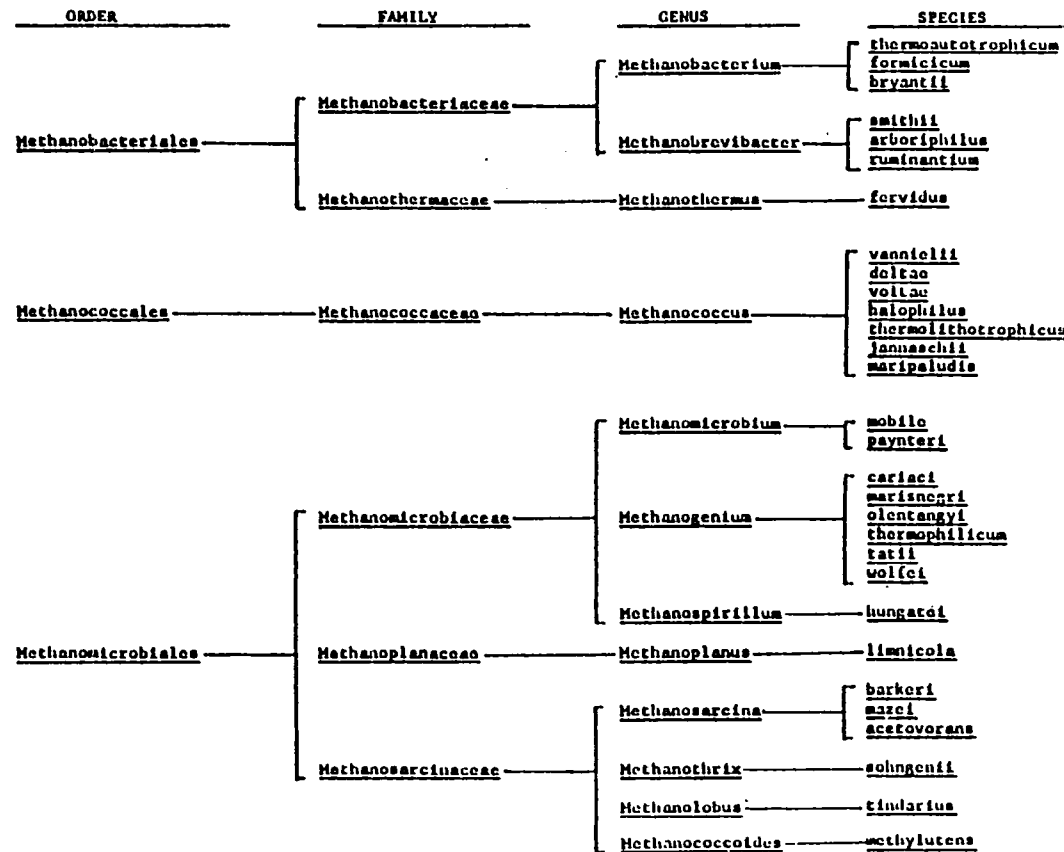 ORDER FAMILY GENUS SPECIES
thermoautotrophicum
Methanobacterium formicicum
bryantii
Methanobacteriaceae
smithii
Methanobacteriales Methanobrevibacter arboriphilus
ruminantium
Methanothermaceae Methanothermus fervidus
vannielii
deltae
voltae
Methanococcales Methanococcaceae Methanococcus halophilus
thermolithotrophicus
jannaschii
maripaludis
Methanomicrobium mobile
paynteri
cariaci
marisnegri
Methanomicrobiaceae Methanogenium olentangyi
thermophilicum
tatii
wolfei
Methanospirillum hungatei
Methanomicrobiales Methanoplanaceae Methanoplanus limnicola
barkeri
Methanosarcina mazei
acetovorans
Methanosarcinaceae Methanothrix sohngenii
Methanolobus tindarius
Methanococcoides methylutens